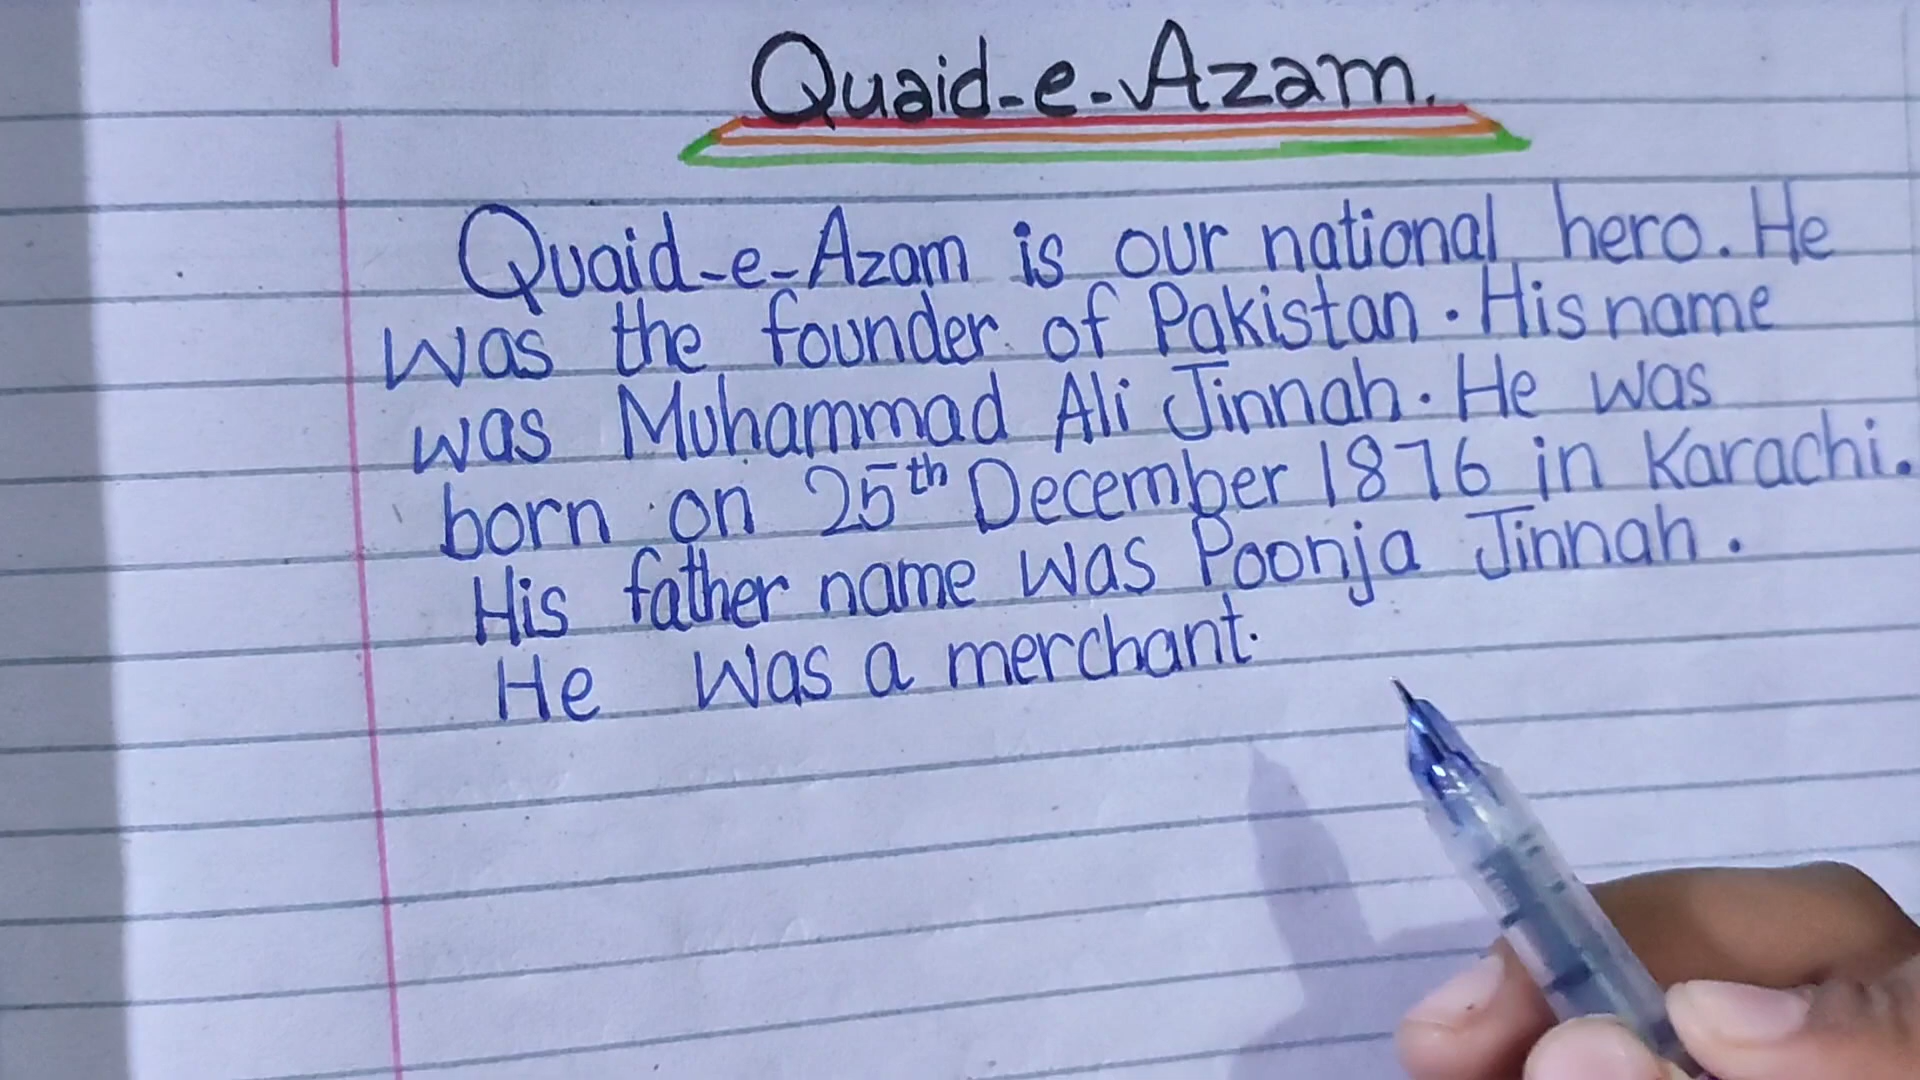 Quaid-e-Azam.
Quaid-e-Azam is our national hero. He
was the founder of Pakistan. His name
was Muhammad Ali Jinnah. He was
born on 25th December 1876 in Karachi.
His father name was Poonja Jinnah.
He was a merchant.